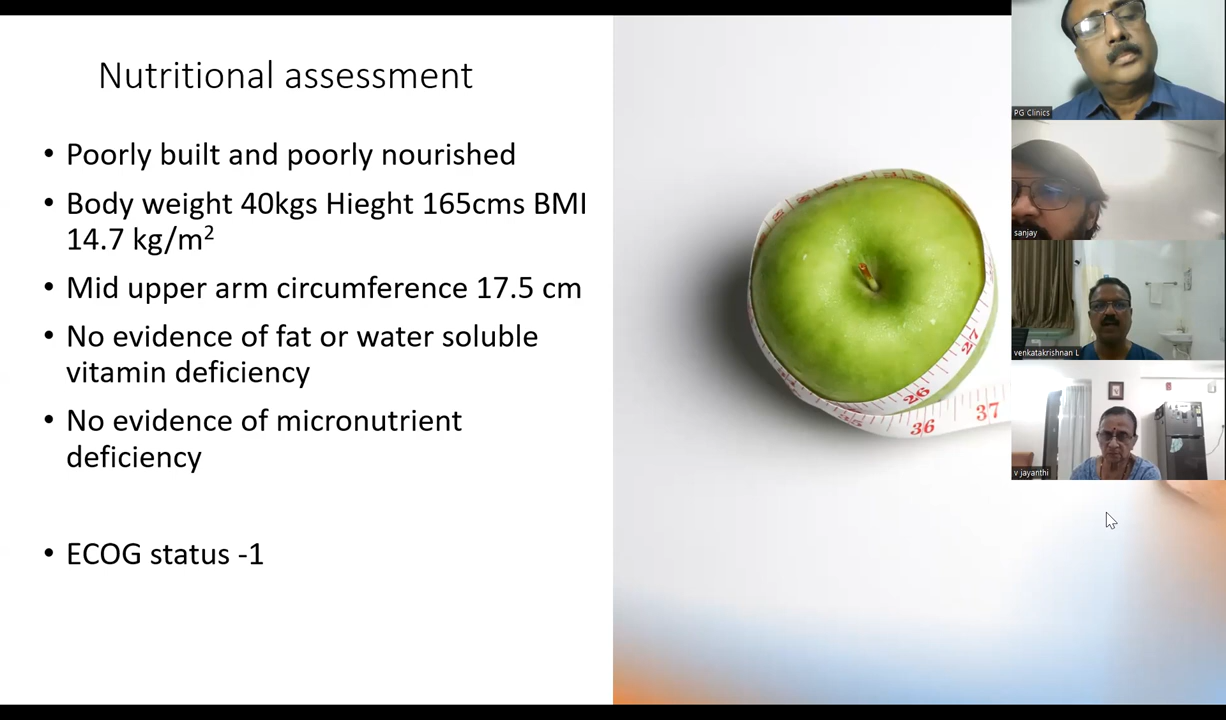 Nutritional assessment
• Poorly built and poorly nourished
• Body weight 40kgs Hieght 165cms BMI
14.7 kg/m²
• Mid upper arm circumference 17.5 cm
• No evidence of fat or water soluble
vitamin deficiency
• No evidence of micronutrient
deficiency
• ECOG status -1
27
26
36
37
PG Clinics
sanjay
venkatakrishnan L
v jayanthi